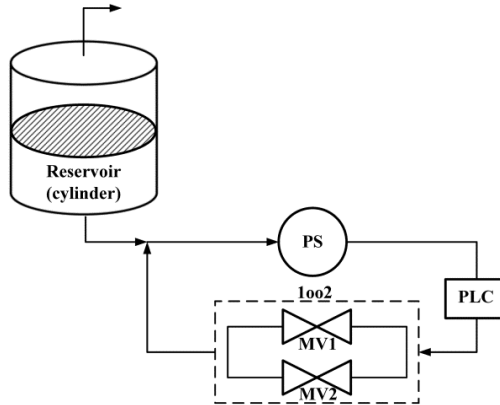 Reservoir
(cylinder)
PS
PLC
1oo2
MV1
MV2